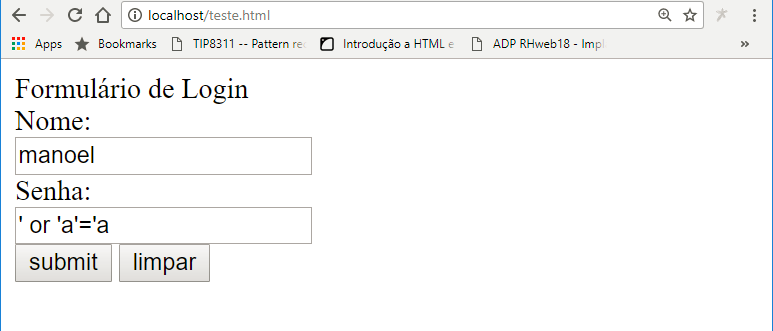 localhost/teste.html
Apps Bookmarks TIP8311 -- Pattern rec Introdução a HTML e ADP RHweb18 - Impl
Formulário de Login
Nome:
manoel
Senha:
' or 'a'='a
submit limpar